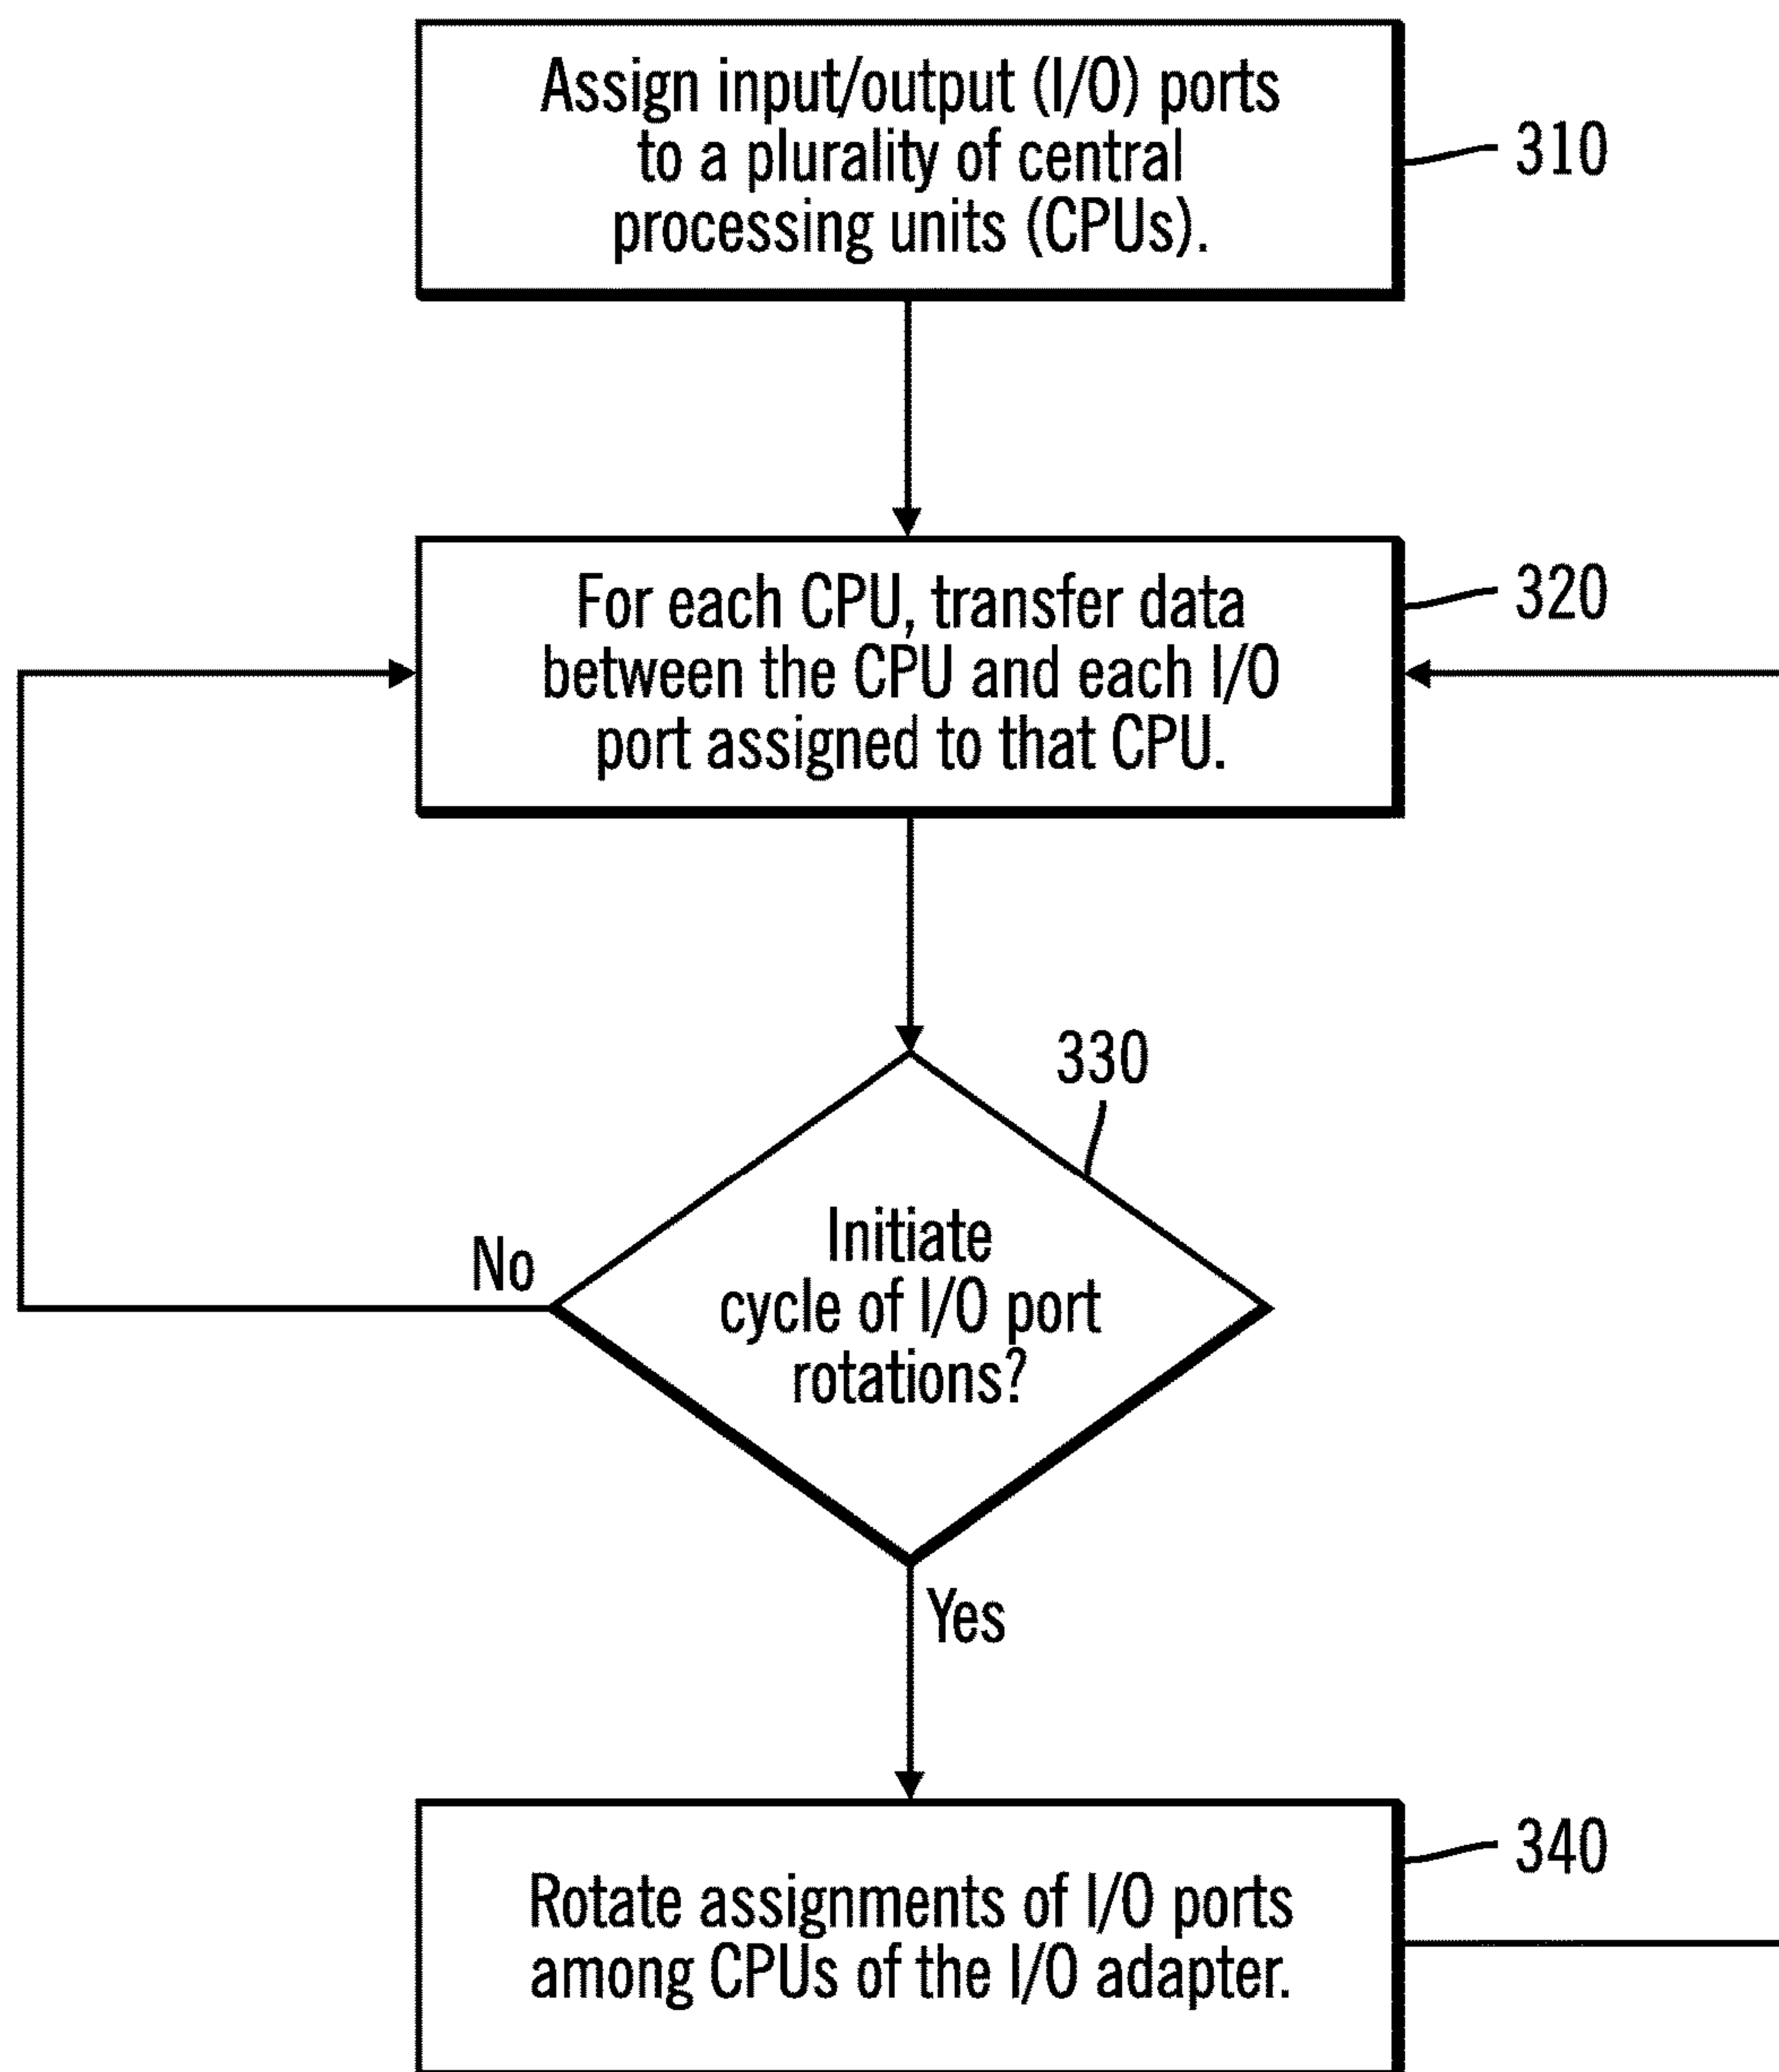 Assign input/output (I/O) ports
to a plurality of central
processing units (CPUs).
310
For each CPU, transfer data
between the CPU and each I/O
port assigned to that CPU.
320
330
Initiate
cycle of I/O port
rotations?
No
Yes
Rotate assignments of I/O ports
among CPUs of the I/O adapter.
340